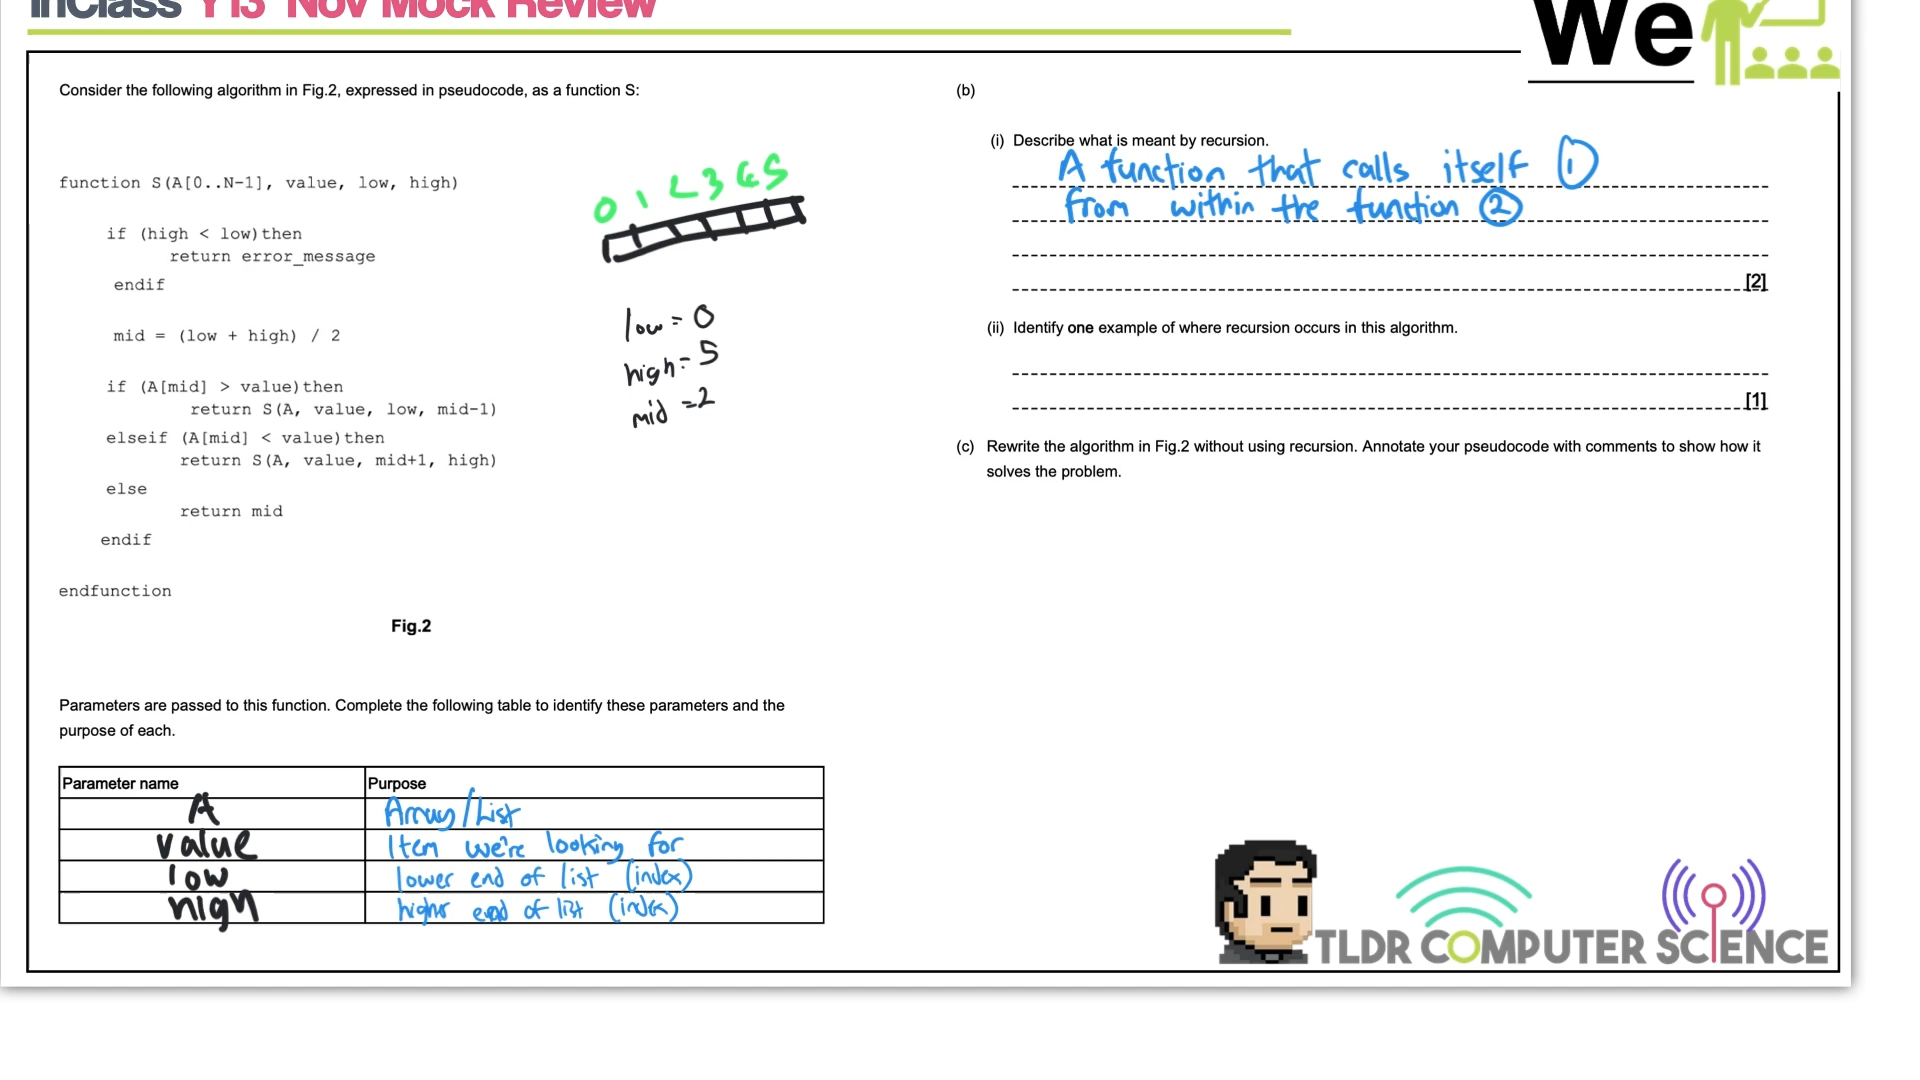 InClass Y13 Nov Mock Review
We
Consider the following algorithm in Fig.2, expressed in pseudocode, as a function S:
function S(A[0..N-1], value, low, high)
if (high < low)then
return error_message
endif
mid = (low + high) / 2
if (A[mid] > value)then
return S(A, value, low, mid-1)
elseif (A[mid] < value)then
return S(A, value, mid+1, high)
else
return mid
endif
endfunction
Fig.2
0 1 2 3 4 5
low = 0
high = 5
mid = 2
Parameters are passed to this function. Complete the following table to identify these parameters and the
purpose of each.
Parameter name Purpose
A Array/List
value Item we're looking for
low lower end of list (index)
high higher end of list (index)
(b)
(i) Describe what is meant by recursion.
A function that calls itself 1
from within the function 2
[2]
(ii) Identify one example of where recursion occurs in this algorithm.
[1]
(c) Rewrite the algorithm in Fig.2 without using recursion. Annotate your pseudocode with comments to show how it
solves the problem.
TLDR COMPUTER SCIENCE